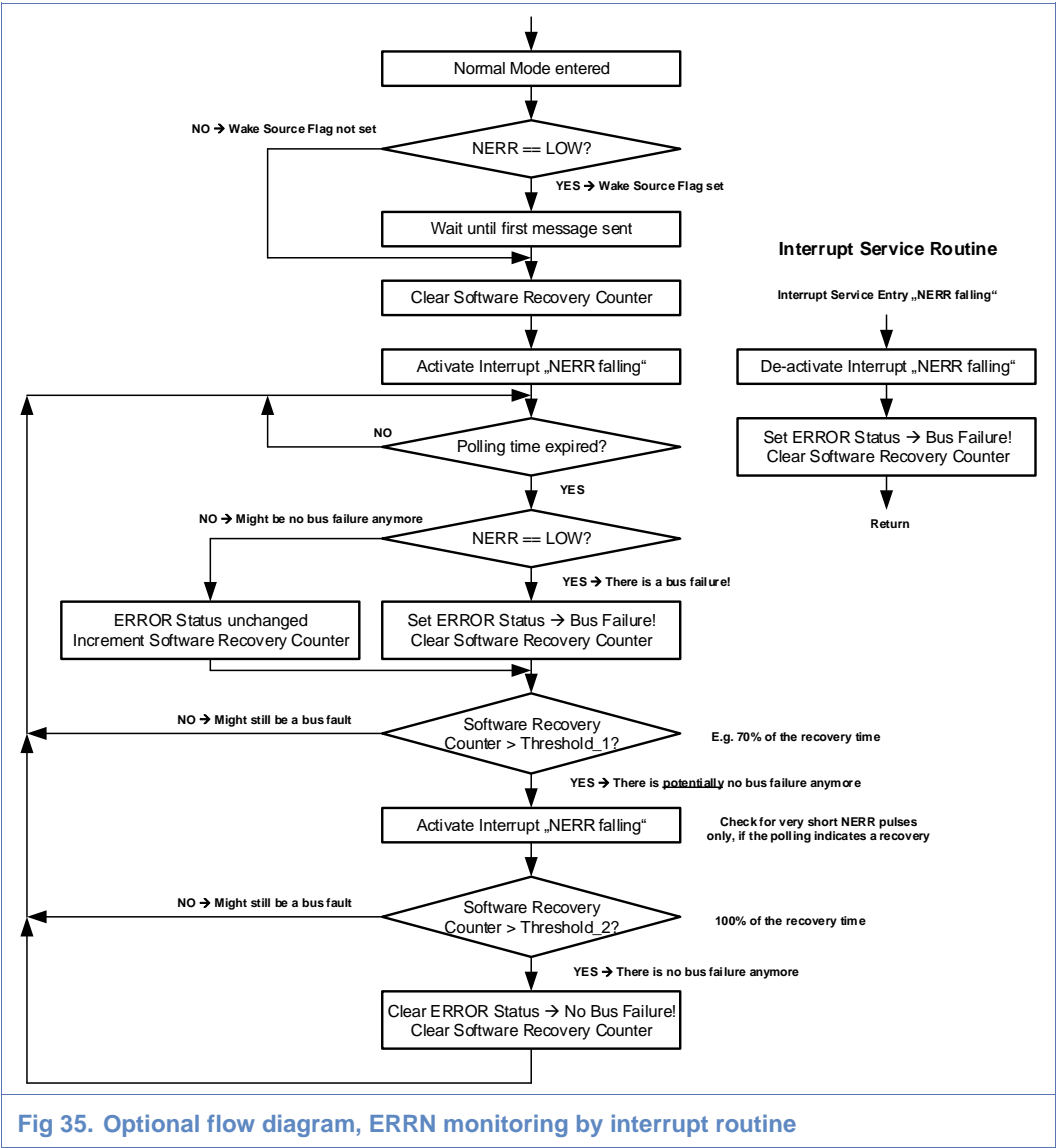 Normal Mode entered
NO → Wake Source Flag not set
NERR == LOW?
YES → Wake Source Flag set
Wait until first message sent
Clear Software Recovery Counter
Activate Interrupt „NERR falling“
NO
Polling time expired?
YES
NO → Might be no bus failure anymore
NERR == LOW?
YES → There is a bus failure!
ERROR Status unchanged
Increment Software Recovery Counter
Set ERROR Status → Bus Failure!
Clear Software Recovery Counter
NO → Might still be a bus fault
Software Recovery
Counter > Threshold_1?
E.g. 70% of the recovery time
YES → There is potentially no bus failure anymore
Activate Interrupt „NERR falling“
Check for very short NERR pulses
only, if the polling indicates a recovery
NO → Might still be a bus fault
Software Recovery
Counter > Threshold_2?
100% of the recovery time
YES → There is no bus failure anymore
Clear ERROR Status → No Bus Failure!
Clear Software Recovery Counter
Interrupt Service Routine
Interrupt Service Entry „NERR falling“
De-activate Interrupt „NERR falling“
Set ERROR Status → Bus Failure!
Clear Software Recovery Counter
Return
Fig 35. Optional flow diagram, ERRN monitoring by interrupt routine